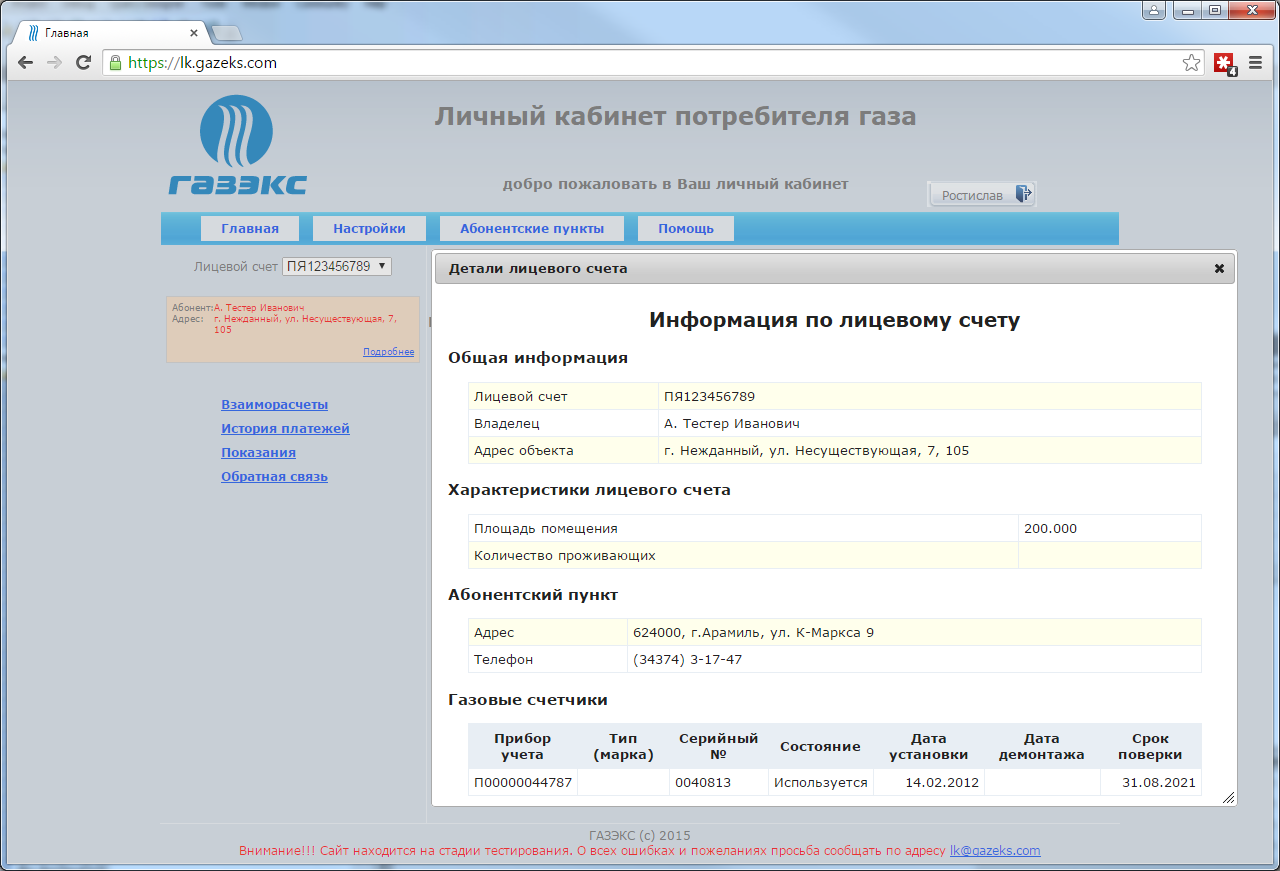 Главная
https://lk.gazeks.com
4
ГАЗЭКС
Личный кабинет потребителя газа
добро пожаловать в Ваш личный кабинет
Ростислав
Главная Настройки Абонентские пункты Помощь
Лицевой счет ПЯ123456789
Абонент: А. Тестер Иванович
Адрес: г. Нежданный, ул. Несуществующая, 7,
105
Подробнее
Взаиморасчеты
История платежей
Показания
Обратная связь
Детали лицевого счета
Информация по лицевому счету
Общая информация
Лицевой счет ПЯ123456789
Владелец А. Тестер Иванович
Адрес объекта г. Нежданный, ул. Несуществующая, 7, 105
Характеристики лицевого счета
Площадь помещения 200.000
Количество проживающих
Абонентский пункт
Адрес 624000, г.Арамиль, ул. К-Маркса 9
Телефон (34374) 3-17-47
Газовые счетчики
Прибор учета Тип (марка) Серийный № Состояние Дата установки Дата демонтажа Срок поверки
П00000044787 0040813 Используется 14.02.2012 31.08.2021
ГАЗЭКС (c) 2015
Внимание!!! Сайт находится на стадии тестирования. О всех ошибках и пожеланиях просьба сообщать по адресу lk@gazeks.com